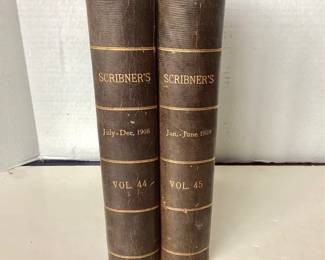 SCRIBNER'S
July-Dec. 1908
VOL. 44
SCRIBNER'S
Jan.-June 1909
VOL. 45